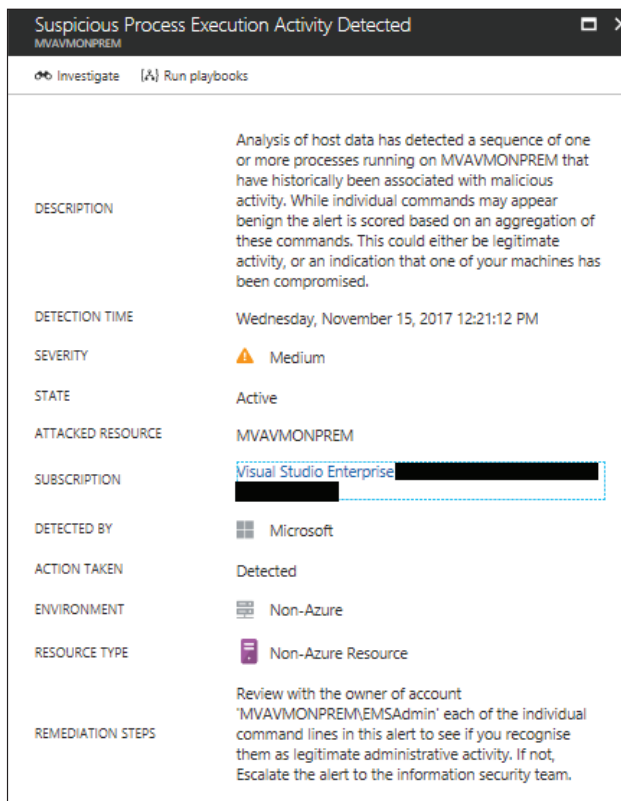 Suspicious Process Execution Activity Detected
MVAVMONPREM
Investigate Run playbooks
DESCRIPTION
Analysis of host data has detected a sequence of one
or more processes running on MVAVMONPREM that
have historically been associated with malicious
activity. While individual commands may appear
benign the alert is scored based on an aggregation of
these commands. This could either be legitimate
activity, or an indication that one of your machines has
been compromised.
DETECTION TIME Wednesday, November 15, 2017 12:21:12 PM
SEVERITY Medium
STATE Active
ATTACKED RESOURCE MVAVMONPREM
SUBSCRIPTION Visual Studio Enterprise
DETECTED BY Microsoft
ACTION TAKEN Detected
ENVIRONMENT Non-Azure
RESOURCE TYPE Non-Azure Resource
REMEDIATION STEPS
Review with the owner of account
'MVAVMONPREM\EMSAdmin' each of the individual
command lines in this alert to see if you recognise
them as legitimate administrative activity. If not,
Escalate the alert to the information security team.